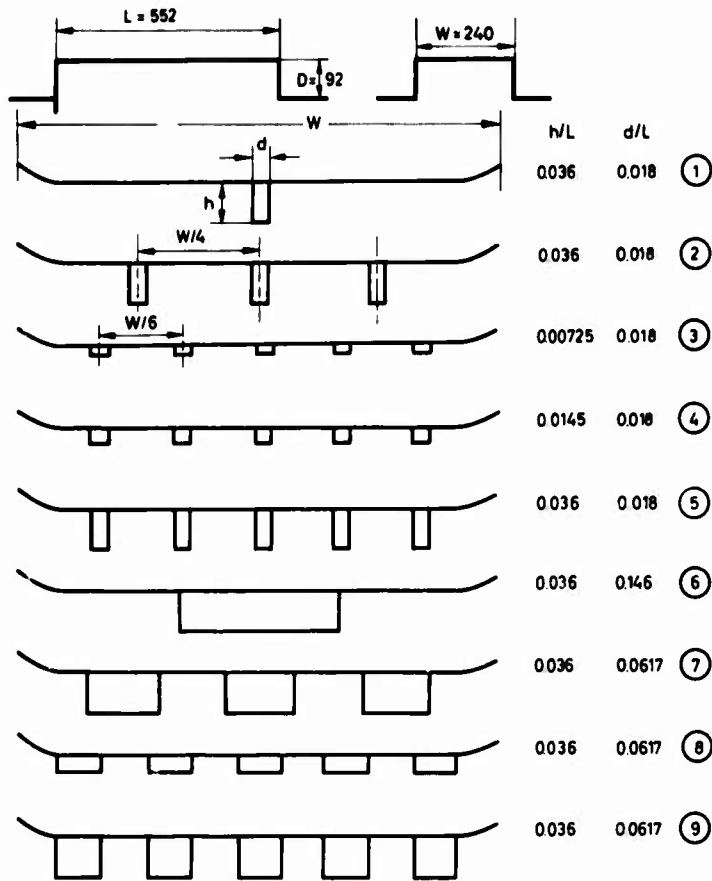 L = 552
W = 240
D = 92
W
h/L d/L
d
0.036 0.018 1
h
W/4
0.036 0.018 2
W/6
0.00725 0.018 3
0.0145 0.018 4
0.036 0.018 5
0.036 0.146 6
0.036 0.0617 7
0.036 0.0617 8
0.036 0.0617 9